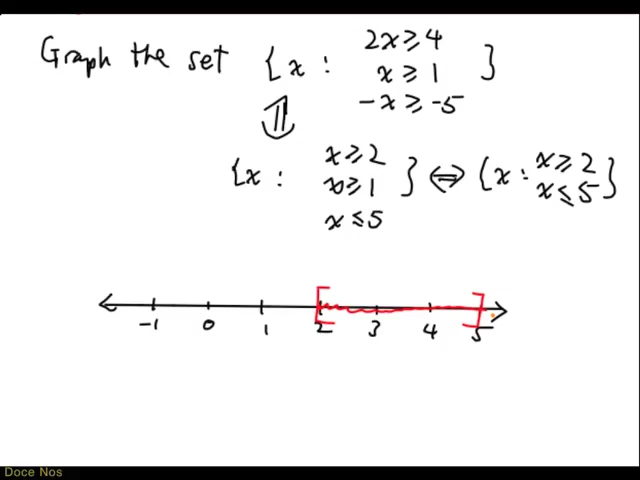 Graph the set {x : 2x ≥ 4
x ≥ 1
-x ≥ -5 }
⇕
{x : x ≥ 2
x ≥ 1
x ≤ 5 } ⇔ {x : x ≥ 2
x ≤ 5 }
-1 0 1 2 3 4 5
Doce Nos